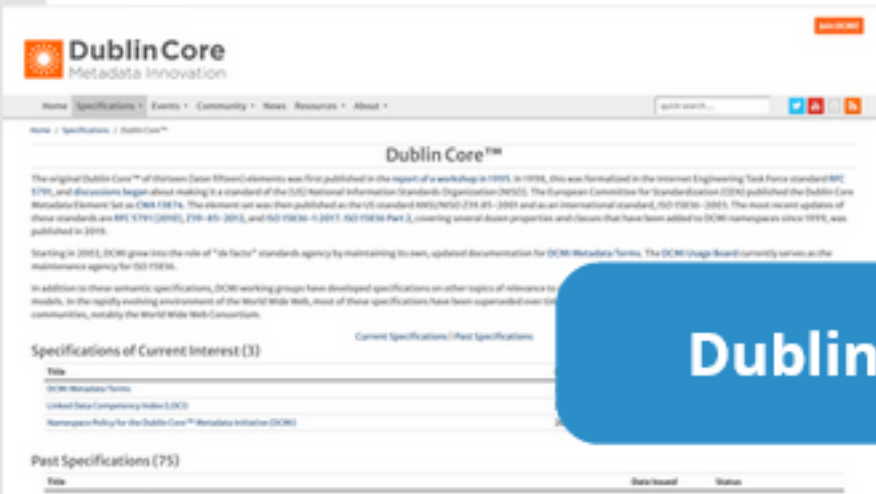 Join DCMI!
DublinCore
Metadata Innovation
Home Specifications Events Community News Resources About
quick search...
Home / Specifications / Dublin Core™
Dublin Core™
The original Dublin Core™ of thirteen (later fifteen) elements was first published in the report of a workshop in 1995. In 1998, this was formalized in the Internet Engineering Task Force standard RFC
5791, and discussions began about making it a standard of the (US) National Information Standards Organization (NISO). The European Committee for Standardization (CEN) published the Dublin Core
Metadata Element Set as CWA 13874. The element set was then published as the US standard ANSI/NISO Z39.85-2001 and as an international standard, ISO 15836-2003. The most recent updates of
these standards are RFC 5791 (2010), Z39-85-2012, and ISO 15836-1:2017. ISO 15836 Part 2, covering several dozen properties and classes that have been added to DCMI namespaces since 1999, was
published in 2019.
Starting in 2003, DCMI grew into the role of "de facto" standards agency by maintaining its own, updated documentation for DCMI Metadata Terms. The DCMI Usage Board currently serves as the
maintenance agency for ISO 15836.
In addition to these semantic specifications, DCMI working groups have developed specifications on other topics of relevance to
models. In the rapidly evolving environment of the World Wide Web, most of these specifications have been superseded over
communities, notably the World Wide Web Consortium.
Current Specifications | Past Specifications
Specifications of Current Interest (3)
Title
DCMI Metadata Terms
Linked Data Competency Index (LDCI)
Namespace Policy for the Dublin Core™ Metadata Initiative (DCMI)
Dublin
Past Specifications (75)
Title Date Issued Status